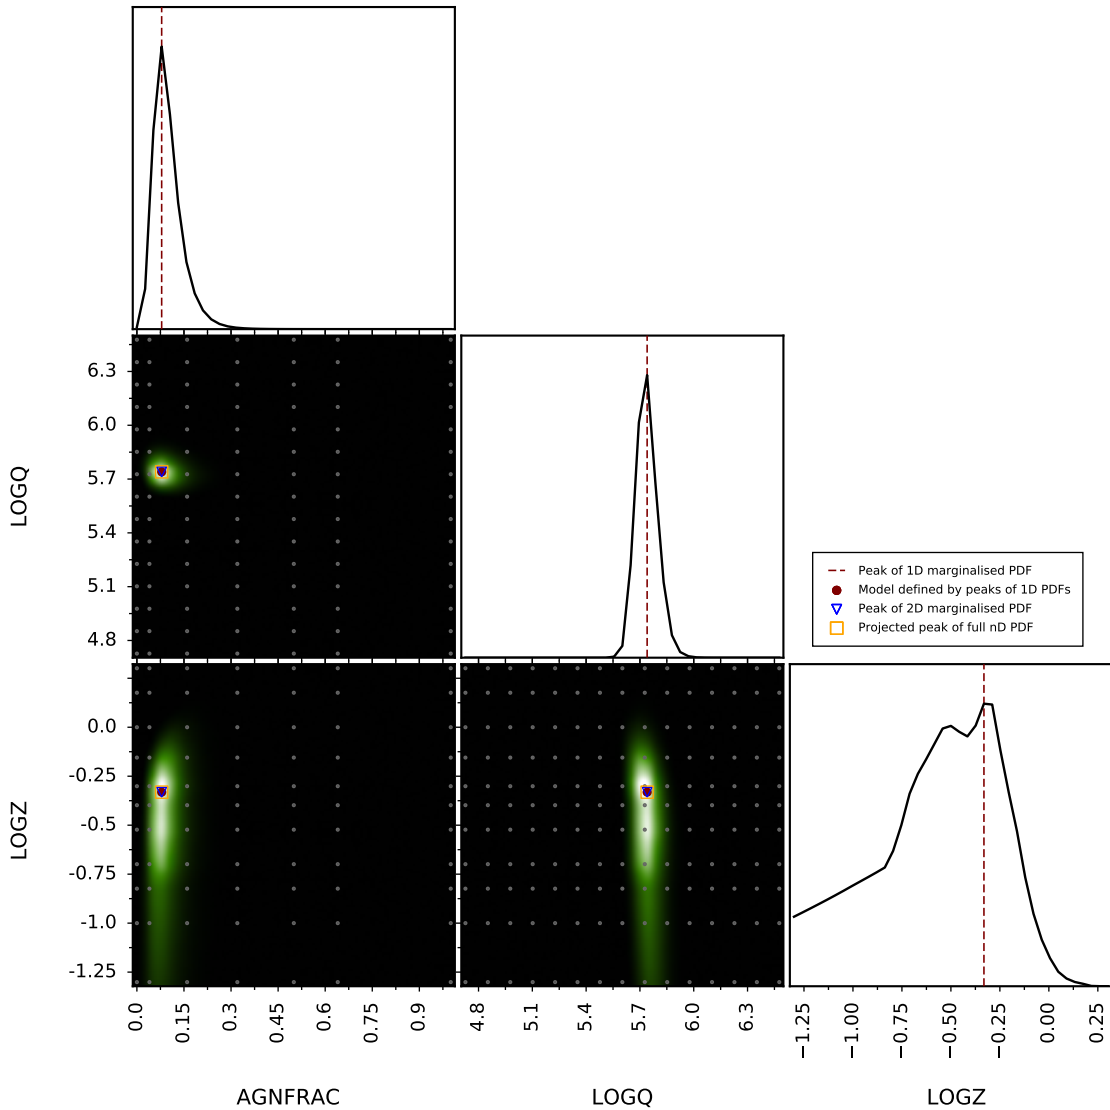 LOGQ
6.3
6.0
5.7
5.4
5.1
4.8
Peak of 1D marginalised PDF
Model defined by peaks of 1D PDFs
Peak of 2D marginalised PDF
Projected peak of full nD PDF
LOGZ
0.0
-0.25
-0.5
-0.75
-1.0
-1.25
0.0 0.15 0.3 0.45 0.6 0.75 0.9
4.8 5.1 5.4 5.7 6.0 6.3
−1.25 −1.00 −0.75 −0.50 −0.25 0.00 0.25
AGNFRAC LOGQ LOGZ